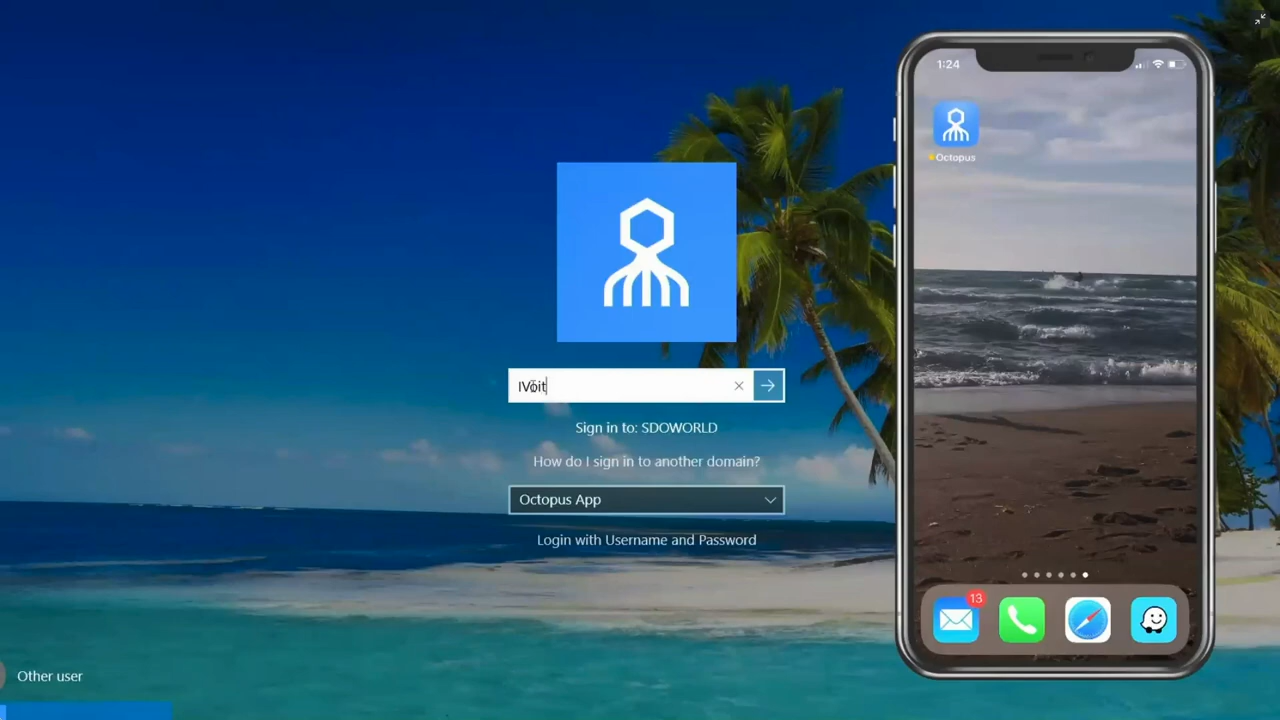 1:24
Octopus
IVoit
Sign in to: SDOWORLD
How do I sign in to another domain?
Octopus App
Login with Username and Password
13
Other user